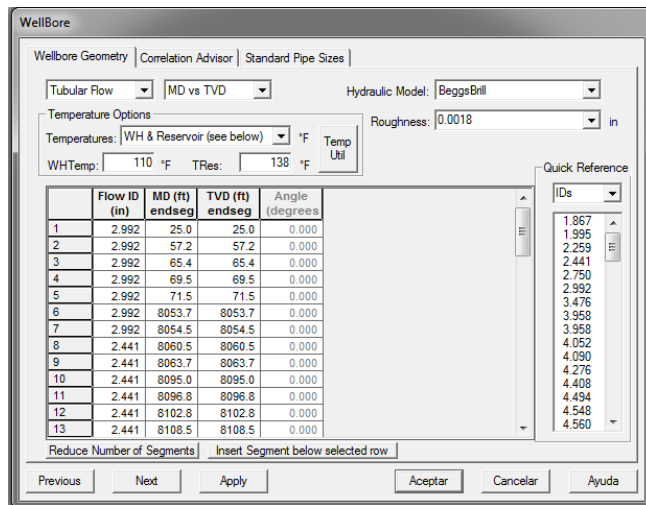 WellBore
Wellbore Geometry Correlation Advisor Standard Pipe Sizes
Tubular Flow MD vs TVD Hydraulic Model: BeggsBrill
Temperature Options
Roughness: 0.0018 in
Temperatures: WH & Reservoir (see below) °F Temp Util
WHTemp: 110 °F TRes: 138 °F
Quick Reference
IDs
Flow ID (in) MD (ft) endseg TVD (ft) endseg Angle (degrees
1 2.992 25.0 25.0 0.000
2 2.992 57.2 57.2 0.000
3 2.992 65.4 65.4 0.000
4 2.992 69.5 69.5 0.000
5 2.992 71.5 71.5 0.000
6 2.992 8053.7 8053.7 0.000
7 2.992 8054.5 8054.5 0.000
8 2.441 8060.5 8060.5 0.000
9 2.441 8063.7 8063.7 0.000
10 2.441 8095.0 8095.0 0.000
11 2.441 8096.8 8096.8 0.000
12 2.441 8102.8 8102.8 0.000
13 2.441 8108.5 8108.5 0.000
1.867
1.995
2.259
2.441
2.750
2.992
3.476
3.958
3.958
4.052
4.090
4.276
4.408
4.494
4.548
4.560
Reduce Number of Segments Insert Segment below selected row
Previous Next Apply Aceptar Cancelar Ayuda